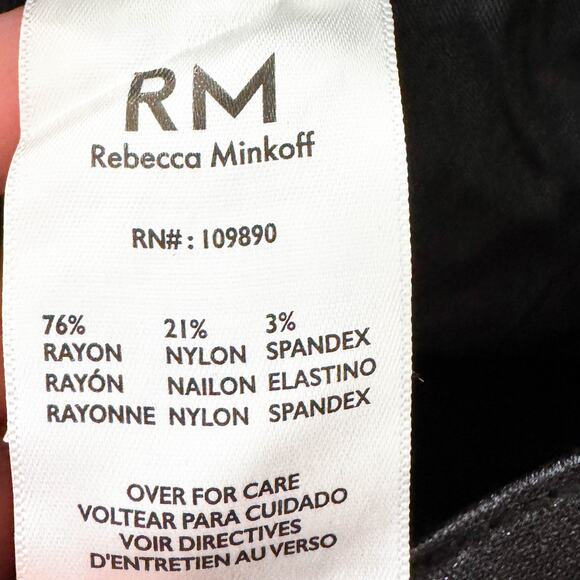 RM
Rebecca Minkoff
RN#: 109890
76% 21% 3%
RAYON NYLON SPANDEX
RAYÓN NAILON ELASTINO
RAYONNE NYLON SPANDEX
OVER FOR CARE
VOLTEAR PARA CUIDADO
VOIR DIRECTIVES
D'ENTRETIEN AU VERSO